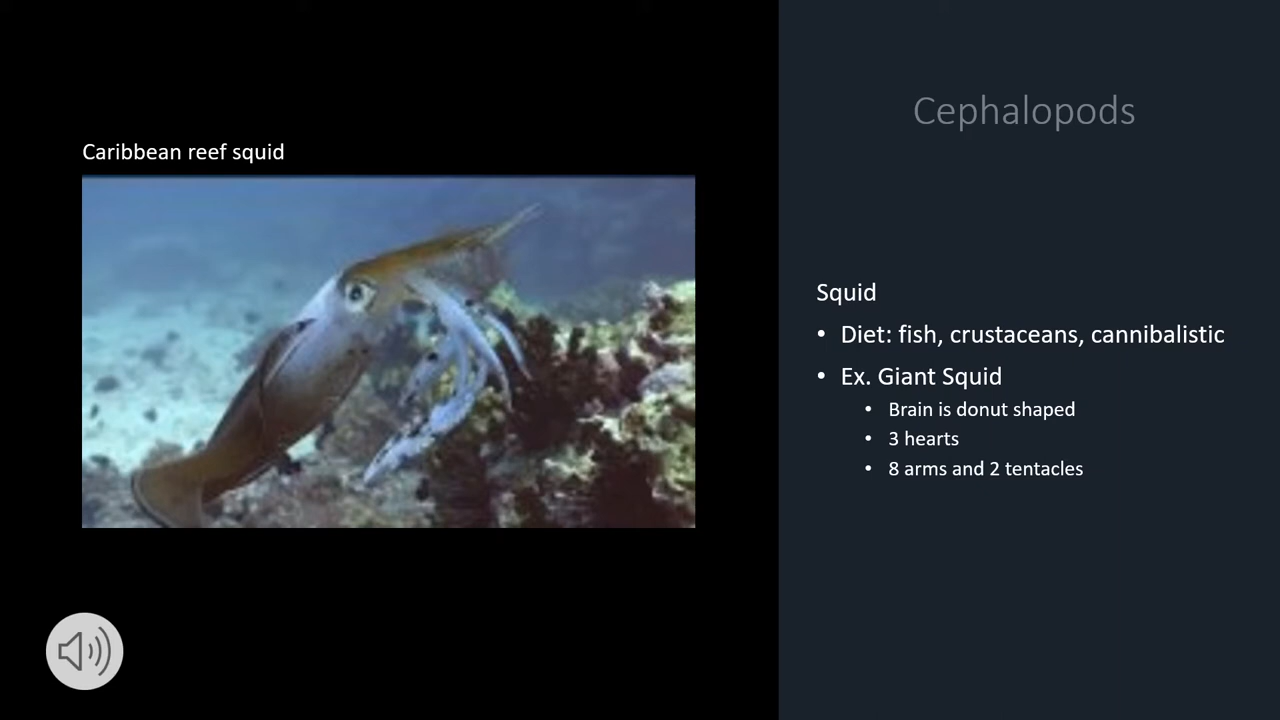 Cephalopods
Caribbean reef squid
Squid
• Diet: fish, crustaceans, cannibalistic
• Ex. Giant Squid
• Brain is donut shaped
• 3 hearts
• 8 arms and 2 tentacles